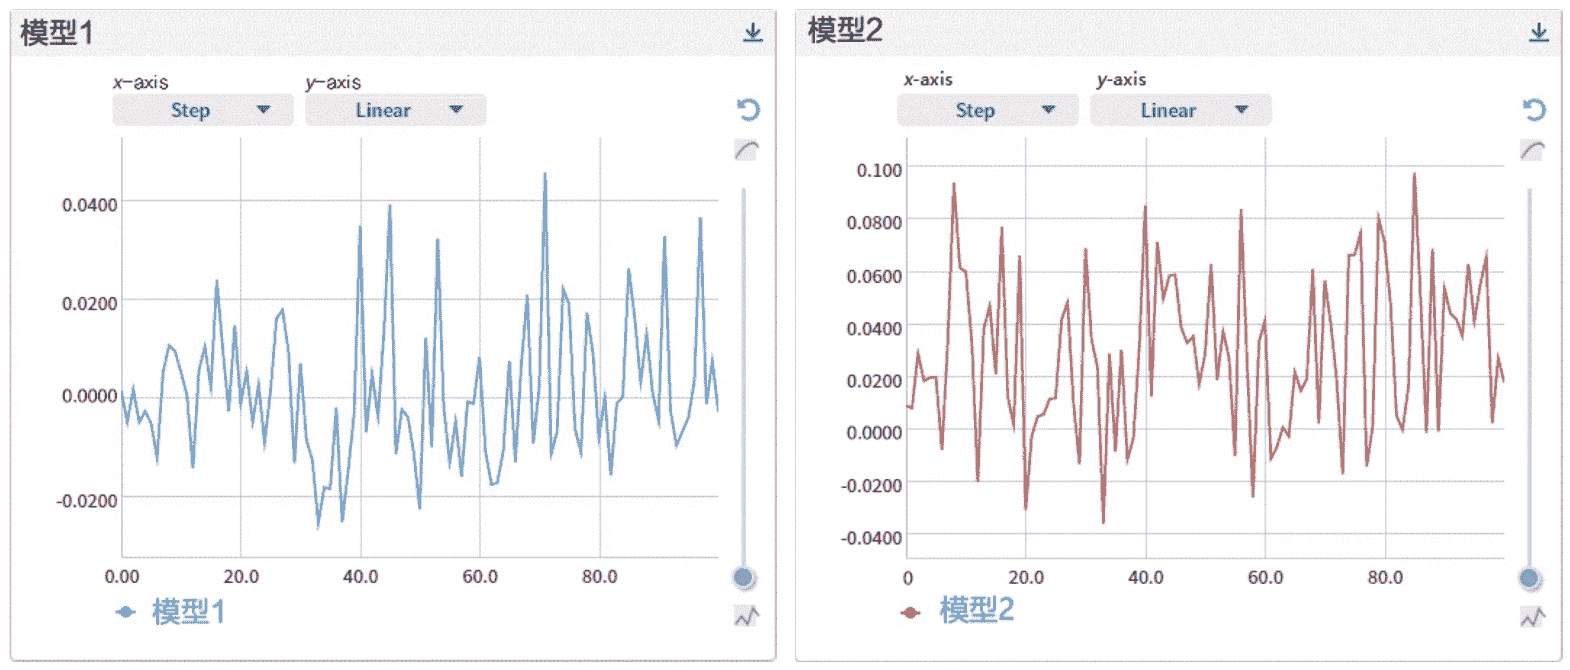 模型1
x-axis y-axis
Step Linear
0.0400
0.0200
0.0000
-0.0200
0.00 20.0 40.0 60.0 80.0
模型1
模型2
x-axis y-axis
Step Linear
0.100
0.0800
0.0600
0.0400
0.0200
0.0000
-0.0200
-0.0400
0 20.0 40.0 60.0 80.0
模型2